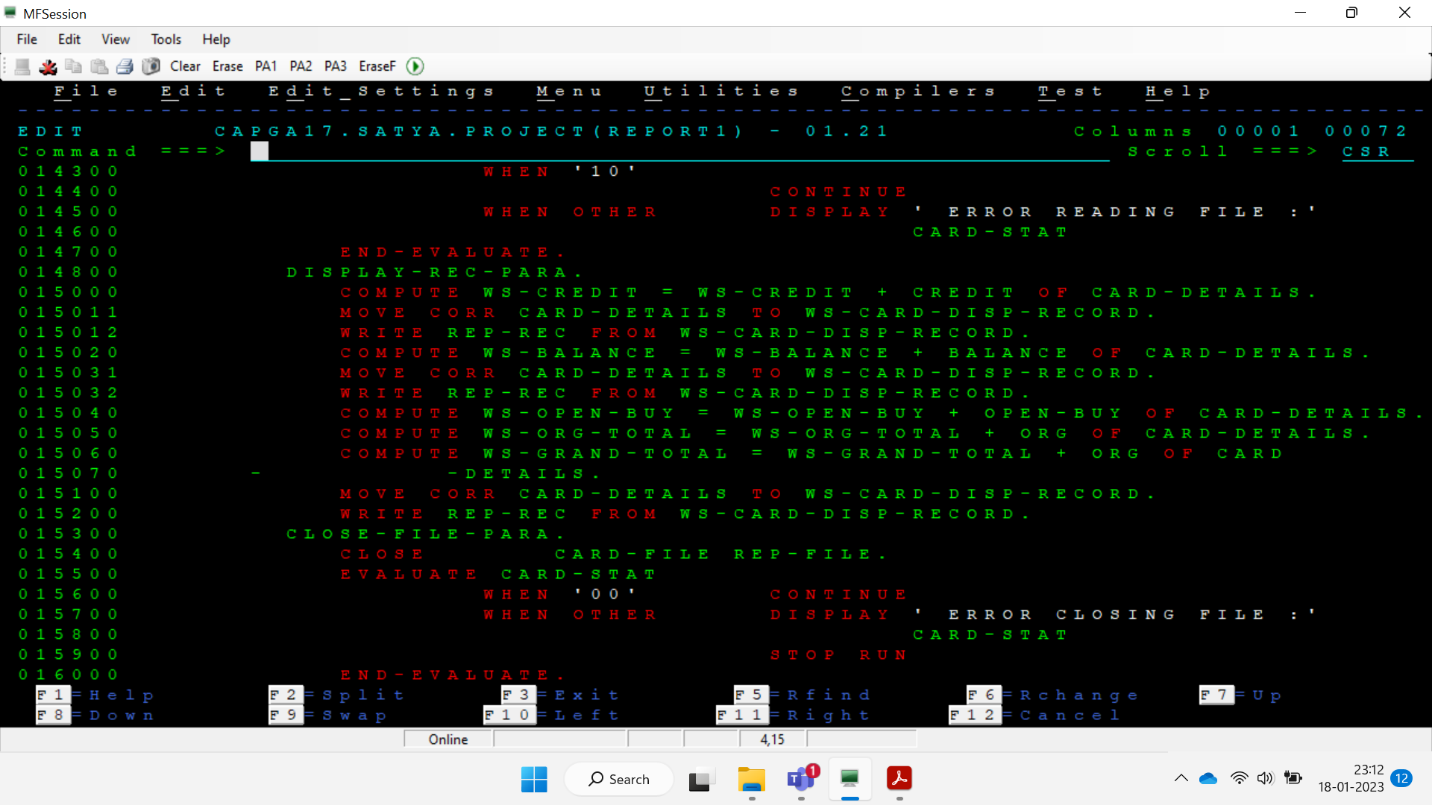 MFSession
File Edit View Tools Help
Clear Erase PA1 PA2 PA3 EraseF
File Edit Edit_Settings Menu Utilities Compilers Test Help
EDIT CAPGA17.SATYA.PROJECT(REPORT1) - 01.21 Columns 00001 00072
Command ===> Scroll ===> CSR
014300 WHEN '10'
014400 CONTINUE
014500 WHEN OTHER DISPLAY ' ERROR READING FILE :'
014600 CARD-STAT
014700 END-EVALUATE.
014800 DISPLAY-REC-PARA.
015000 COMPUTE WS-CREDIT = WS-CREDIT + CREDIT OF CARD-DETAILS.
015011 MOVE CORR CARD-DETAILS TO WS-CARD-DISP-RECORD.
015012 WRITE REP-REC FROM WS-CARD-DISP-RECORD.
015020 COMPUTE WS-BALANCE = WS-BALANCE + BALANCE OF CARD-DETAILS.
015031 MOVE CORR CARD-DETAILS TO WS-CARD-DISP-RECORD.
015032 WRITE REP-REC FROM WS-CARD-DISP-RECORD.
015040 COMPUTE WS-OPEN-BUY = WS-OPEN-BUY + OPEN-BUY OF CARD-DETAILS.
015050 COMPUTE WS-ORG-TOTAL = WS-ORG-TOTAL + ORG OF CARD-DETAILS.
015060 COMPUTE WS-GRAND-TOTAL = WS-GRAND-TOTAL + ORG OF CARD
015070 - -DETAILS.
015100 MOVE CORR CARD-DETAILS TO WS-CARD-DISP-RECORD.
015200 WRITE REP-REC FROM WS-CARD-DISP-RECORD.
015300 CLOSE-FILE-PARA.
015400 CLOSE CARD-FILE REP-FILE.
015500 EVALUATE CARD-STAT
015600 WHEN '00' CONTINUE
015700 WHEN OTHER DISPLAY ' ERROR CLOSING FILE :'
015800 CARD-STAT
015900 STOP RUN
016000 END-EVALUATE.
F1=Help F2=Split F3=Exit F5=Rfind F6=Rchange F7=Up
F8=Down F9=Swap F10=Left F11=Right F12=Cancel
Online 4,15
Search 1 23:12 12
18-01-2023